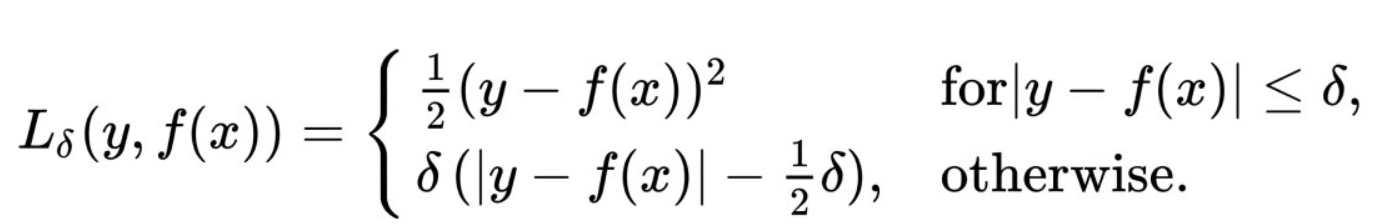 L_δ(y, f(x)) = { ½(y − f(x))² for|y − f(x)| ≤ δ,
δ(|y − f(x)| − ½δ), otherwise.